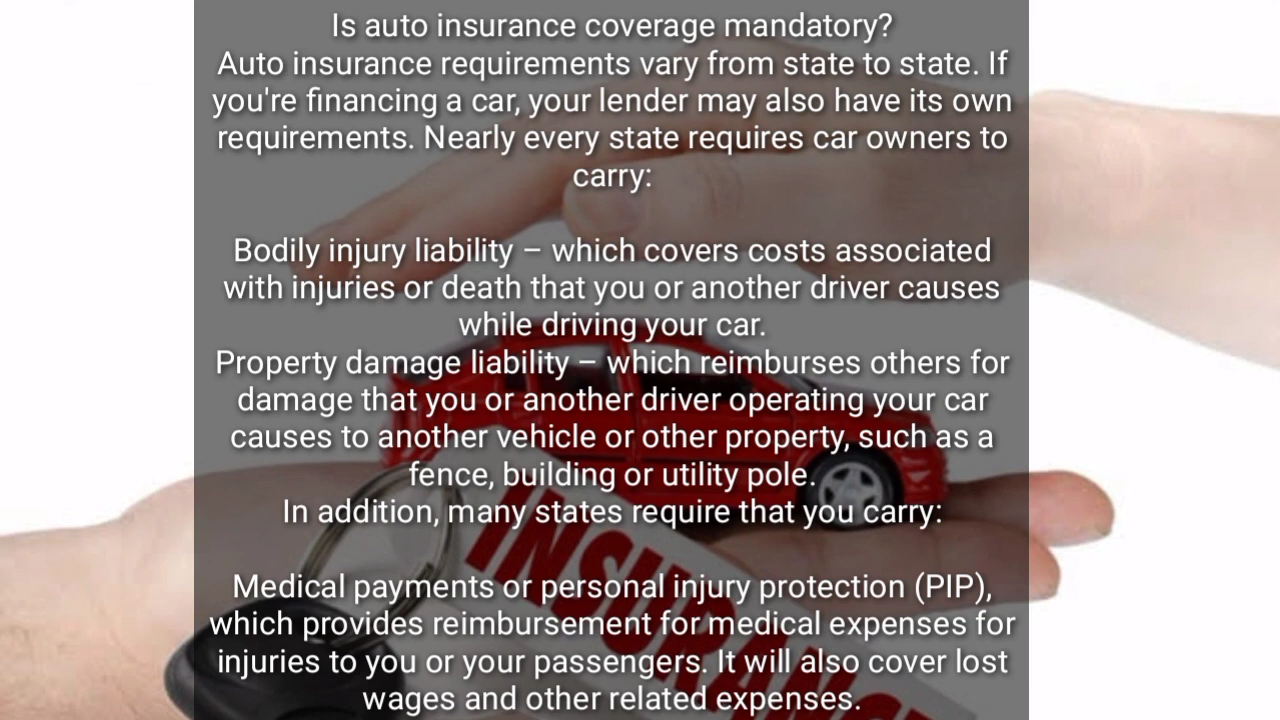 Is auto insurance coverage mandatory?
Auto insurance requirements vary from state to state. If
you're financing a car, your lender may also have its own
requirements. Nearly every state requires car owners to
carry:
Bodily injury liability – which covers costs associated
with injuries or death that you or another driver causes
while driving your car.
Property damage liability – which reimburses others for
damage that you or another driver operating your car
causes to another vehicle or other property, such as a
fence, building or utility pole.
In addition, many states require that you carry:
Medical payments or personal injury protection (PIP),
which provides reimbursement for medical expenses for
injuries to you or your passengers. It will also cover lost
wages and other related expenses.
INSURANCE